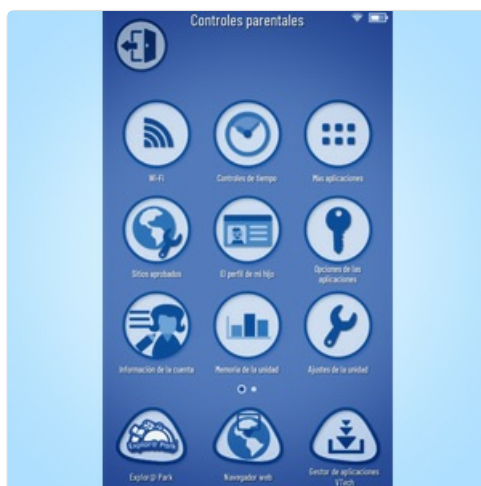 Controles parentales
Wi-Fi
Controles de tiempo
Más aplicaciones
Sitios aprobados
El perfil de mi hijo
Opciones de las
aplicaciones
Información de la cuenta
Memoria de la unidad
Ajustes de la unidad
Explor@ Park
Explor@ Park
Navegador web
Gestor de aplicaciones
VTech